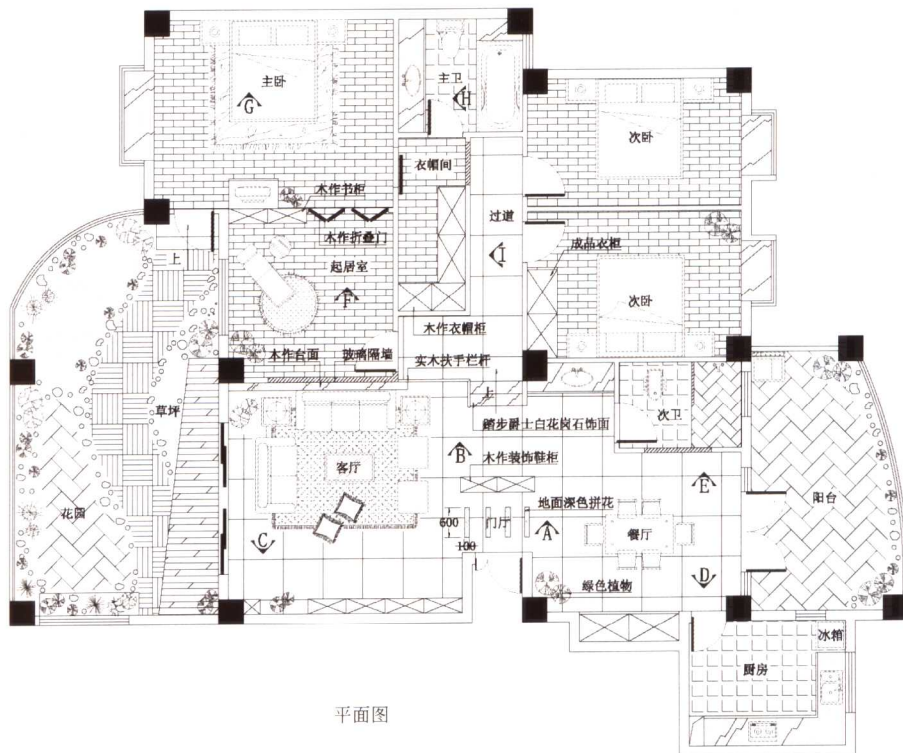 主卧
G
主卫
H
次卧
衣帽间
木作书柜
过道
上
木作折叠门
I
成品衣柜
起居室
F
次卧
木作衣帽柜
木作台面
玻璃隔墙
实木扶手栏杆
上
草坪
次卫
踏步爵士白花岗石饰面
B
客厅
木作装饰鞋柜
E
阳台
花园
地面深色拼花
600
门厅
A
餐厅
C
100
D
上
绿色植物
冰箱
厨房
平面图